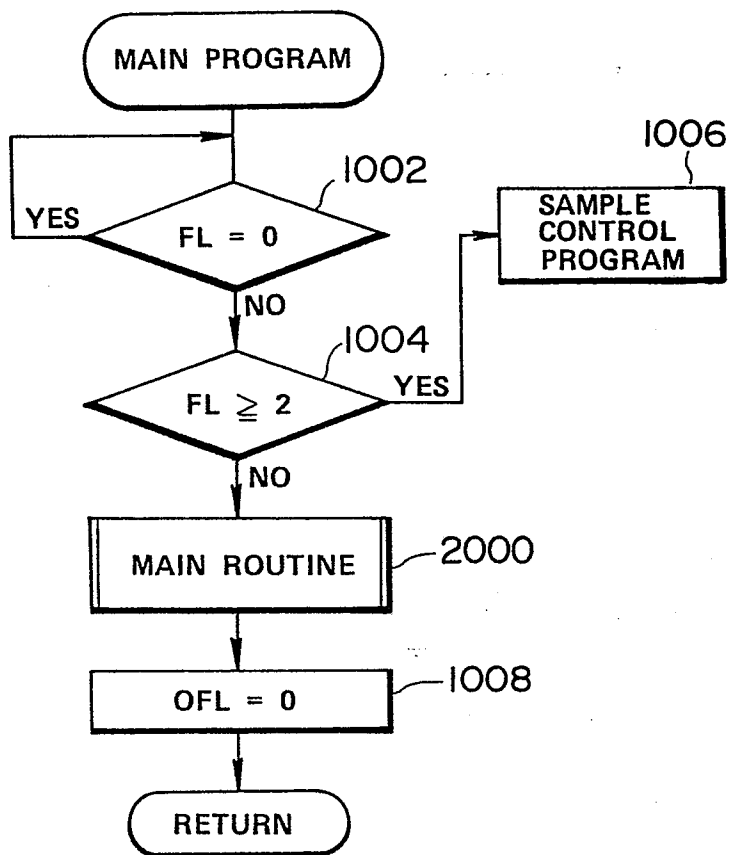 MAIN PROGRAM
1002
YES
FL = 0
NO
1006
SAMPLE
CONTROL
PROGRAM
1004
YES
FL ≧ 2
NO
MAIN ROUTINE
2000
OFL = 0
1008
RETURN